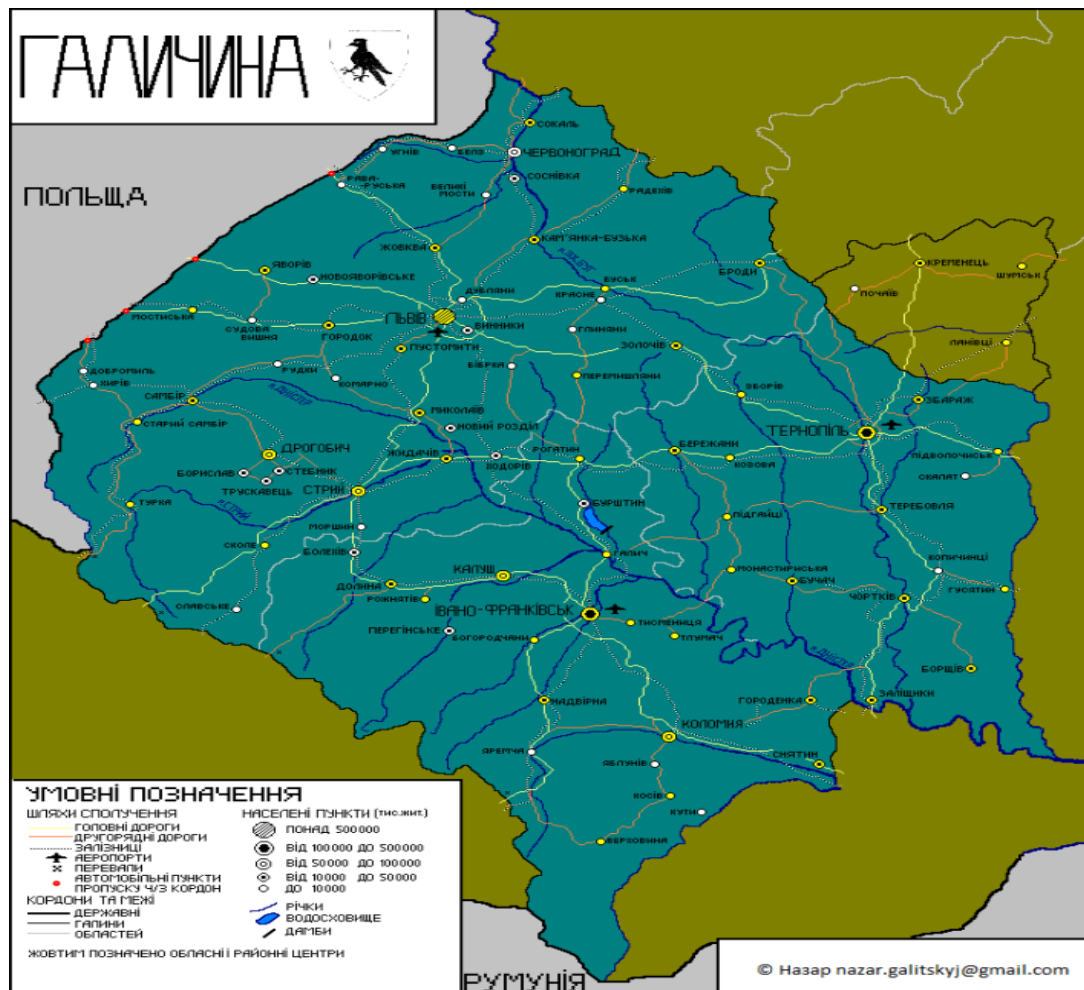 ГАЛИЧИНА
ПОЛЬЩА
СОКАЛЬ
УГНІВ
БЕЛЗ
ЧЕРВОНОГРАД
РАВА-
РУСЬКА
СОСНІВКА
ВЕЛИКІ
МОСТИ
РАДЕХІВ
ЖОВКВА
КАМ'ЯНКА-БУЗЬКА
БРОДИ
КРЕМЕНЕЦЬ
ШУМСЬК
ПОЧАЇВ
ЯВОРІВ
НОВОЯВОРІВСЬКЕ
БУСЬК
ДУБЛЯНИ
КРАСНЕ
МОСТИСЬКА
СУДОВА
ВИШНЯ
ГОРОДОК
ЛЬВІВ
ВИННИКИ
ГЛИНЯНИ
ЛАНІВЦІ
ПУСТОМИТИ
ЗОЛОЧІВ
ДОБРОМИЛЬ
ХИРІВ
РУДКИ
КОМАРНО
БІБРКА
ПЕРЕМИШЛЯНИ
ЗБОРІВ
ЗБАРАЖ
САМБІР
р.ДНІСТЕР
МИКОЛАЇВ
НОВИЙ РОЗДІЛ
СТАРИЙ САМБІР
ТЕРНОПІЛЬ
ДРОГОБИЧ
ЖИДАЧІВ
ХОДОРІВ
РОГАТИН
БЕРЕЖАНИ
КОЗОВА
ПІДВОЛОЧИСЬК
БОРИСЛАВ
СТЕБНИК
ТРУСКАВЕЦЬ
СТРИЙ
СКАЛАТ
ТУРКА
р.СТРИЙ
БУРШТИН
ПІДГАЙЦІ
ТЕРЕБОВЛЯ
МОРШИН
СКОЛЕ
БОЛЕХІВ
ГАЛИЧ
КОПИЧИНЦІ
КАЛУШ
МОНАСТИРИСЬКА
БУЧАЧ
ДОЛИНА
РОЖНЯТІВ
ГУСЯТИН
СЛАВСЬКЕ
ІВАНО-ФРАНКІВСЬК
ЧОРТКІВ
ПЕРЕГІНСЬКЕ
БОГОРОДЧАНИ
ТИСМЕНИЦЯ
ТЛУМАЧ
р.ДНІСТЕР
БОРЩІВ
НАДВІРНА
ГОРОДЕНКА
ЗАЛІЩИКИ
КОЛОМИЯ
ЯРЕМЧА
ЯБЛУНІВ
СНЯТИН
КОСІВ
КУТИ
ВЕРХОВИНА
УМОВНІ ПОЗНАЧЕННЯ
ШЛЯХИ СПОЛУЧЕННЯ
ГОЛОВНІ ДОРОГИ
ДРУГОРЯДНІ ДОРОГИ
ЗАЛІЗНИЦІ
АЕРОПОРТИ
ПЕРЕВАЛИ
АВТОМОБІЛЬНІ ПУНКТИ
ПРОПУСКУ Ч/З КОРДОН
КОРДОНИ ТА МЕЖІ
ДЕРЖАВНІ
ГАЛИЧИНИ
ОБЛАСТЕЙ
НАСЕЛЕНІ ПУНКТИ (тис.жит.)
ПОНАД 500000
ВІД 100000 ДО 500000
ВІД 50000 ДО 100000
ВІД 10000 ДО 50000
ДО 10000
РІЧКИ
ВОДОСХОВИЩЕ
ДАМБИ
ЖОВТИМ ПОЗНАЧЕНО ОБЛАСНІ І РАЙОННІ ЦЕНТРИ
РУМУНІЯ
© Назар nazar.galitskyj@gmail.com